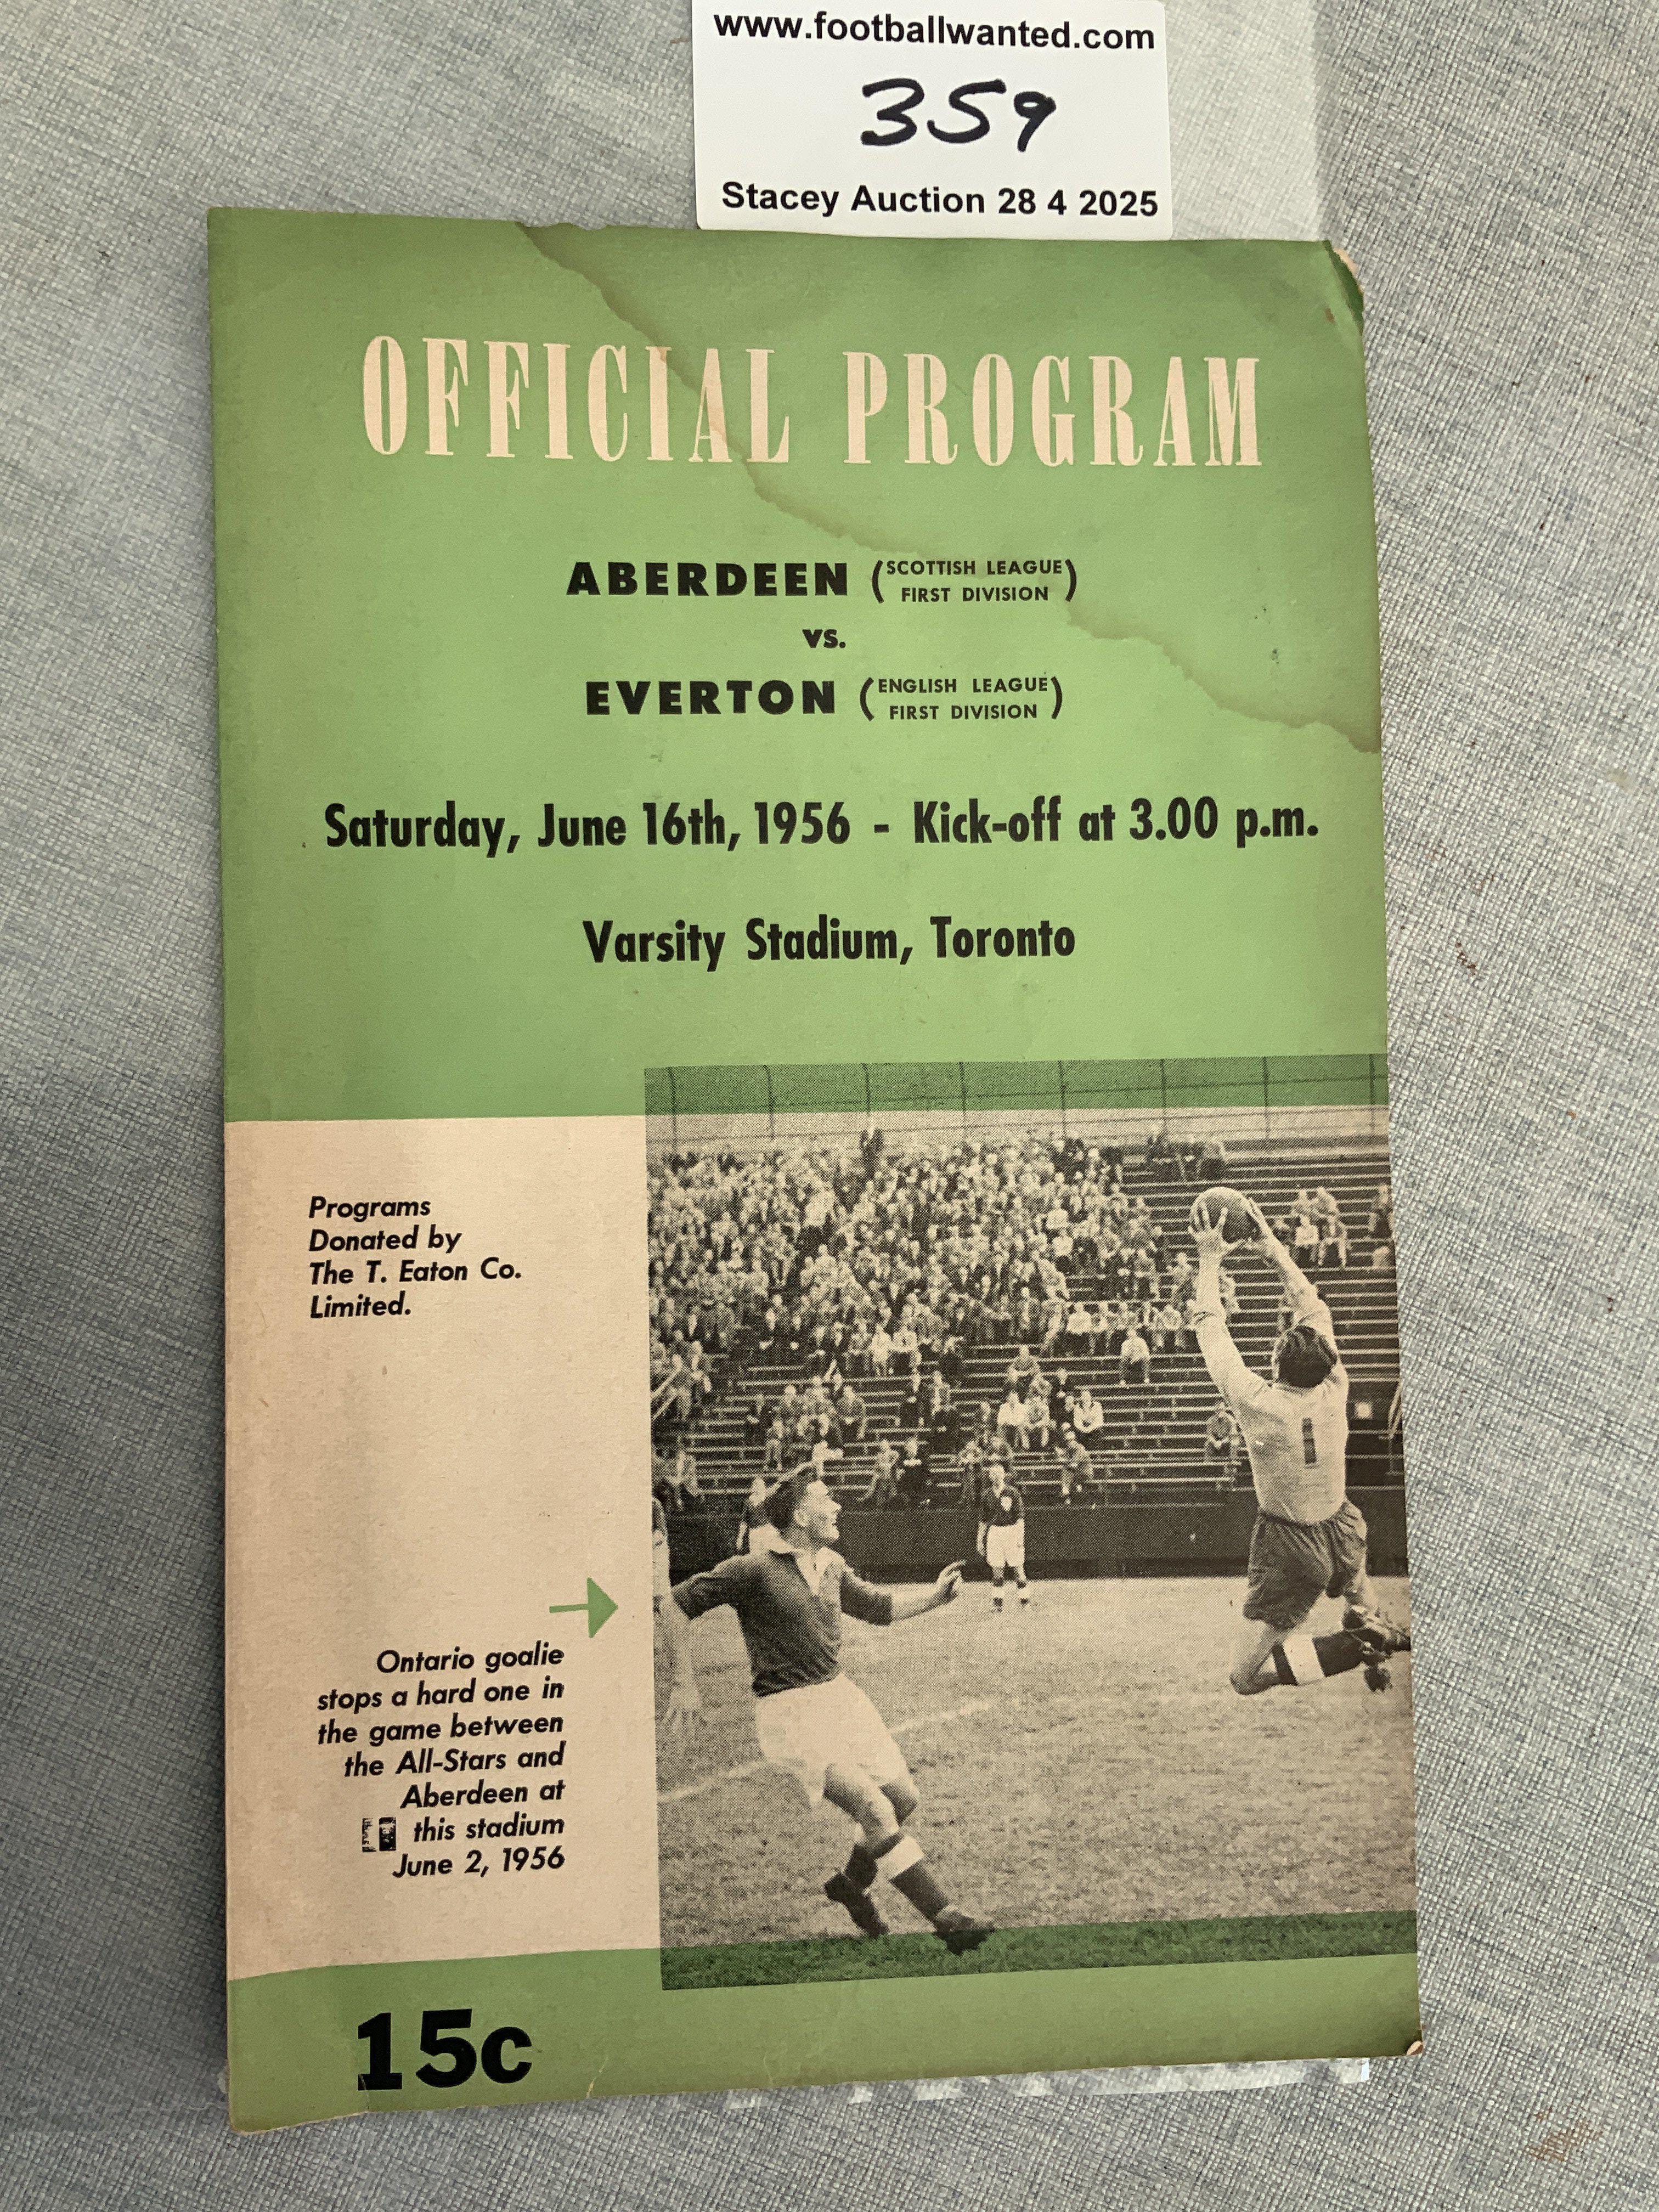 www.footballwanted.com
359
Stacey Auction 28 4 2025
OFFICIAL PROGRAM
ABERDEEN (SCOTTISH LEAGUE FIRST DIVISION)
VS.
EVERTON (ENGLISH LEAGUE FIRST DIVISION)
Saturday, June 16th, 1956 - Kick-off at 3.00 p.m.
Varsity Stadium, Toronto
Programs
Donated by
The T. Eaton Co.
Limited.
1
Ontario goalie
stops a hard one in
the game between
the All-Stars and
Aberdeen at
this stadium
June 2, 1956
15c